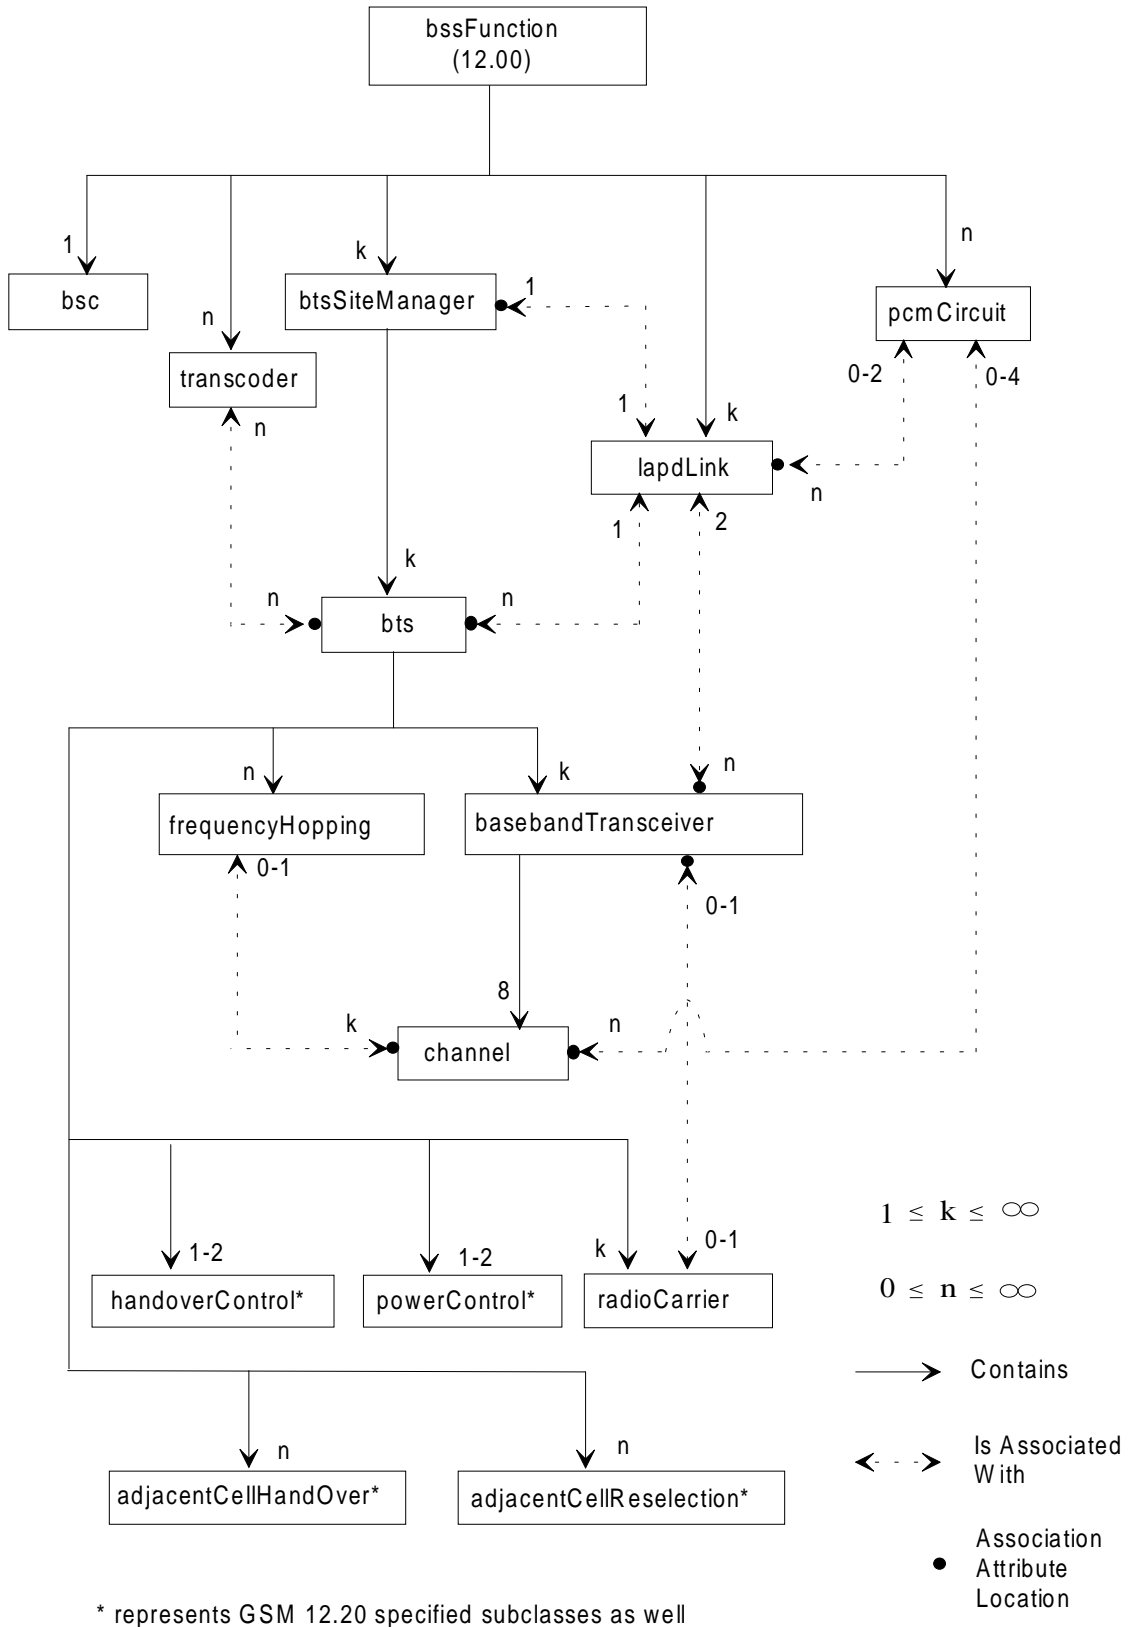 bssFunction
(12.00)
1
k
n
bsc
btsSiteManager
1
pcmCircuit
n
transcoder
0-2
0-4
n
1
k
lapdLink
n
1
2
k
n
n
bts
n
n
k
frequencyHopping
basebandTransceiver
0-1
0-1
8
k
n
channel
1 ≤ k ≤ ∞
1-2
1-2
k
0-1
handoverControl*
powerControl*
radioCarrier
0 ≤ n ≤ ∞
Contains
n
n
Is Associated
With
adjacentCellHandOver*
adjacentCellReselection*
Association
Attribute
Location
* represents GSM 12.20 specified subclasses as well